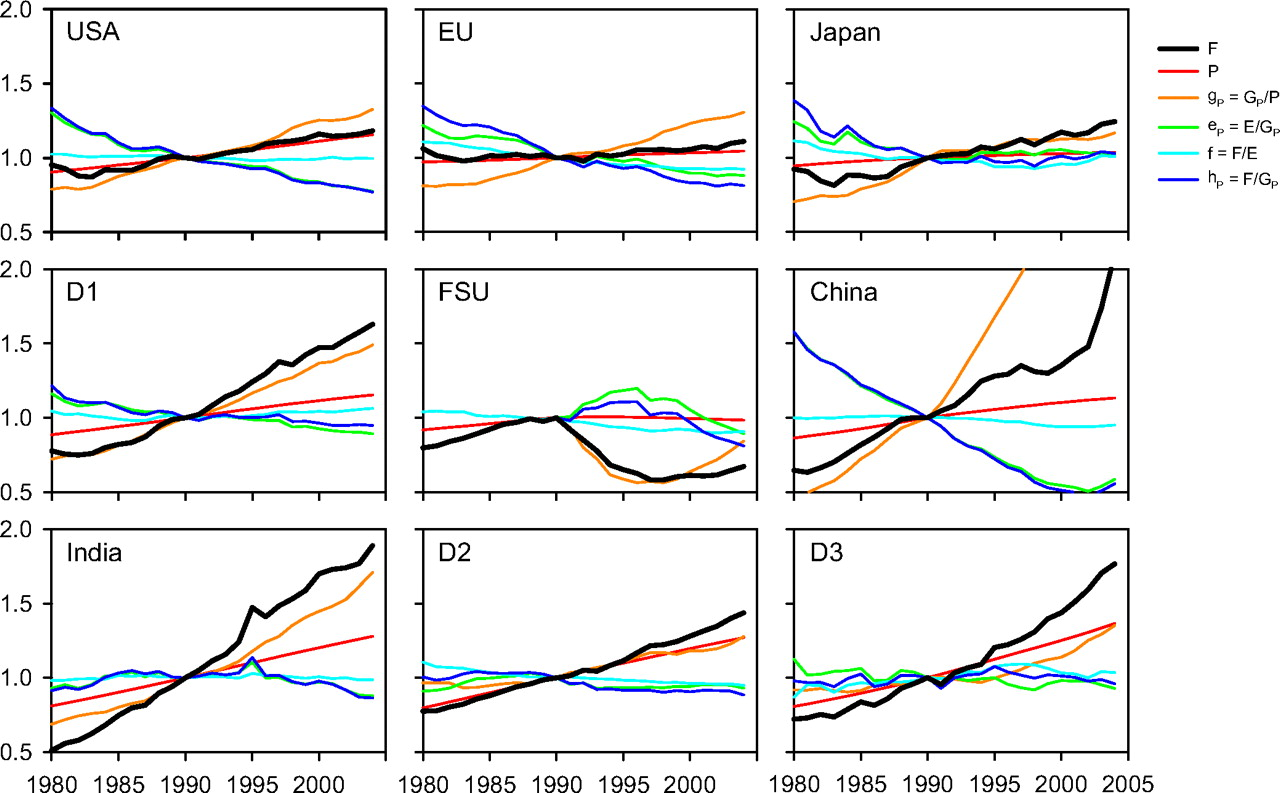 2.0
USA
EU
Japan
1.5
1.0
0.5
F
P
gP = GP/P
eP = E/GP
f = F/E
hP = F/GP
2.0
D1
FSU
China
1.5
1.0
0.5
2.0
India
D2
D3
1.5
1.0
0.5
1980 1985 1990 1995 2000 1980 1985 1990 1995 2000 1980 1985 1990 1995 2000 2005